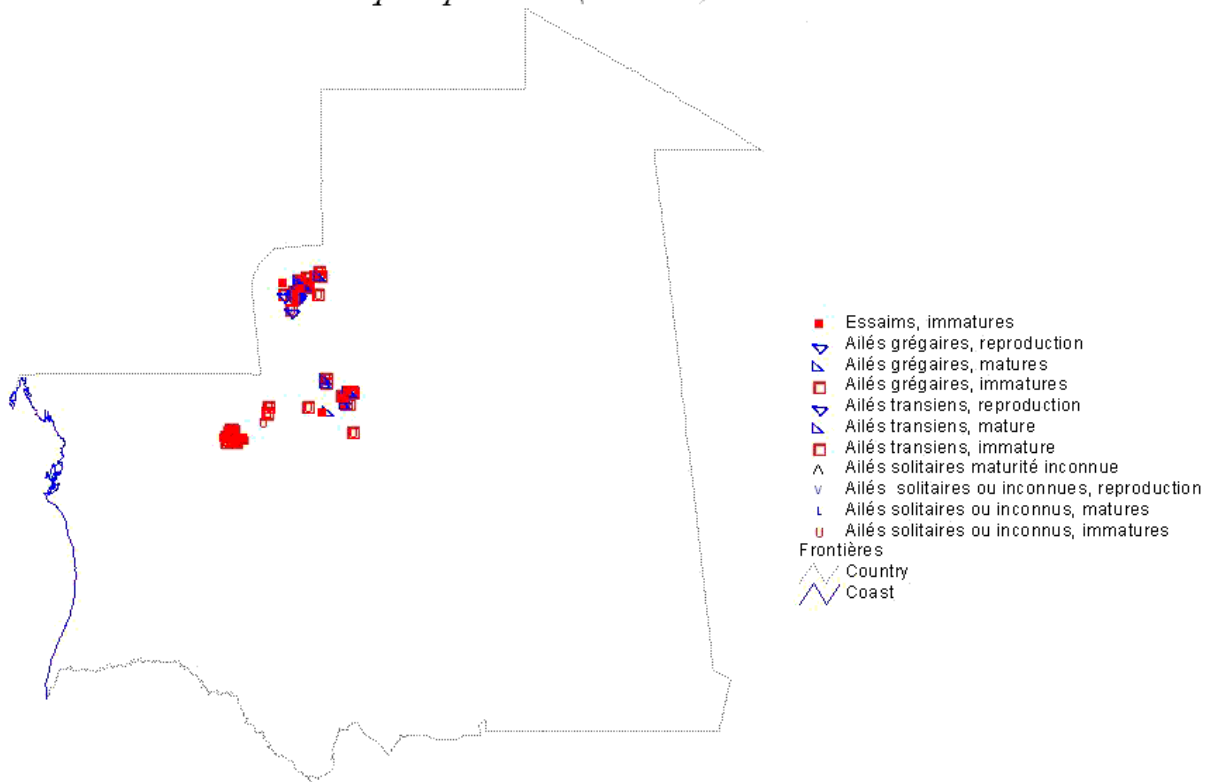 Essaims, immatures
Ailés grégaires, reproduction
Ailés grégaires, matures
Ailés grégaires, immatures
Ailés transiens, reproduction
Ailés transiens, mature
Ailés transiens, immature
Ailés solitaires maturité inconnue
Ailés solitaires ou inconnues, reproduction
Ailés solitaires ou inconnus, matures
Ailés solitaires ou inconnus, immatures
Frontières
Country
Coast